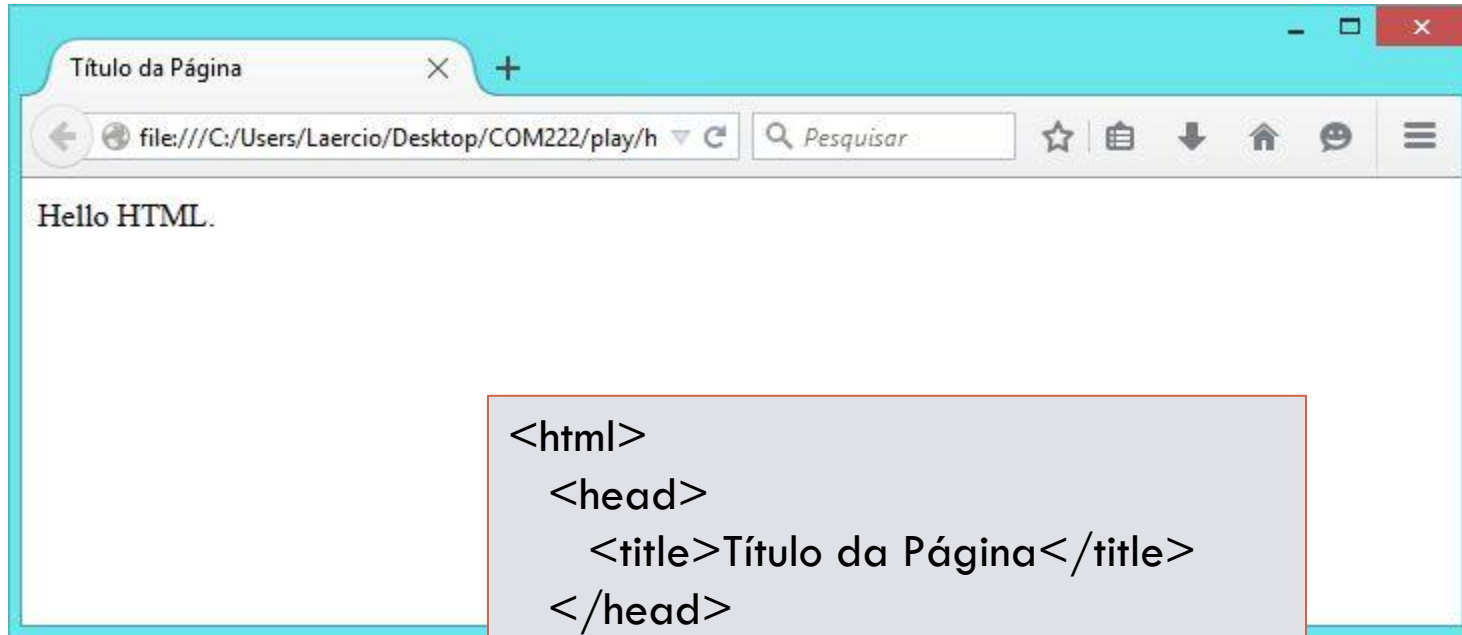 Título da Página
file:///C:/Users/Laercio/Desktop/COM222/play/h
Pesquisar
Hello HTML.
<html>
<head>
<title>Título da Página</title>
</head>